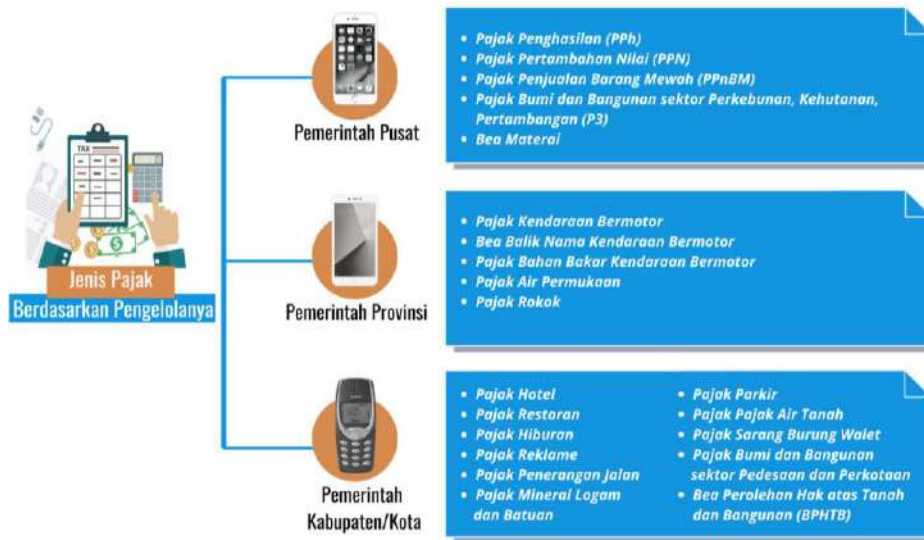 TAX
Jenis Pajak
Berdasarkan Pengelolanya
Pemerintah Pusat
• Pajak Penghasilan (PPh)
• Pajak Pertambahan Nilai (PPN)
• Pajak Penjualan Barang Mewah (PPnBM)
• Pajak Bumi dan Bangunan sektor Perkebunan, Kehutanan,
Pertambangan (P3)
• Bea Materai
Pemerintah Provinsi
• Pajak Kendaraan Bermotor
• Bea Balik Nama Kendaraan Bermotor
• Pajak Bahan Bakar Kendaraan Bermotor
• Pajak Air Permukaan
• Pajak Rokok
Pemerintah
Kabupaten/Kota
• Pajak Hotel
• Pajak Restoran
• Pajak Hiburan
• Pajak Reklame
• Pajak Penerangan Jalan
• Pajak Mineral Logam
dan Batuan
• Pajak Parkir
• Pajak Pajak Air Tanah
• Pajak Sarang Burung Walet
• Pajak Bumi dan Bangunan
sektor Pedesaan dan Perkotaan
• Bea Perolehan Hak atas Tanah
dan Bangunan (BPHTB)